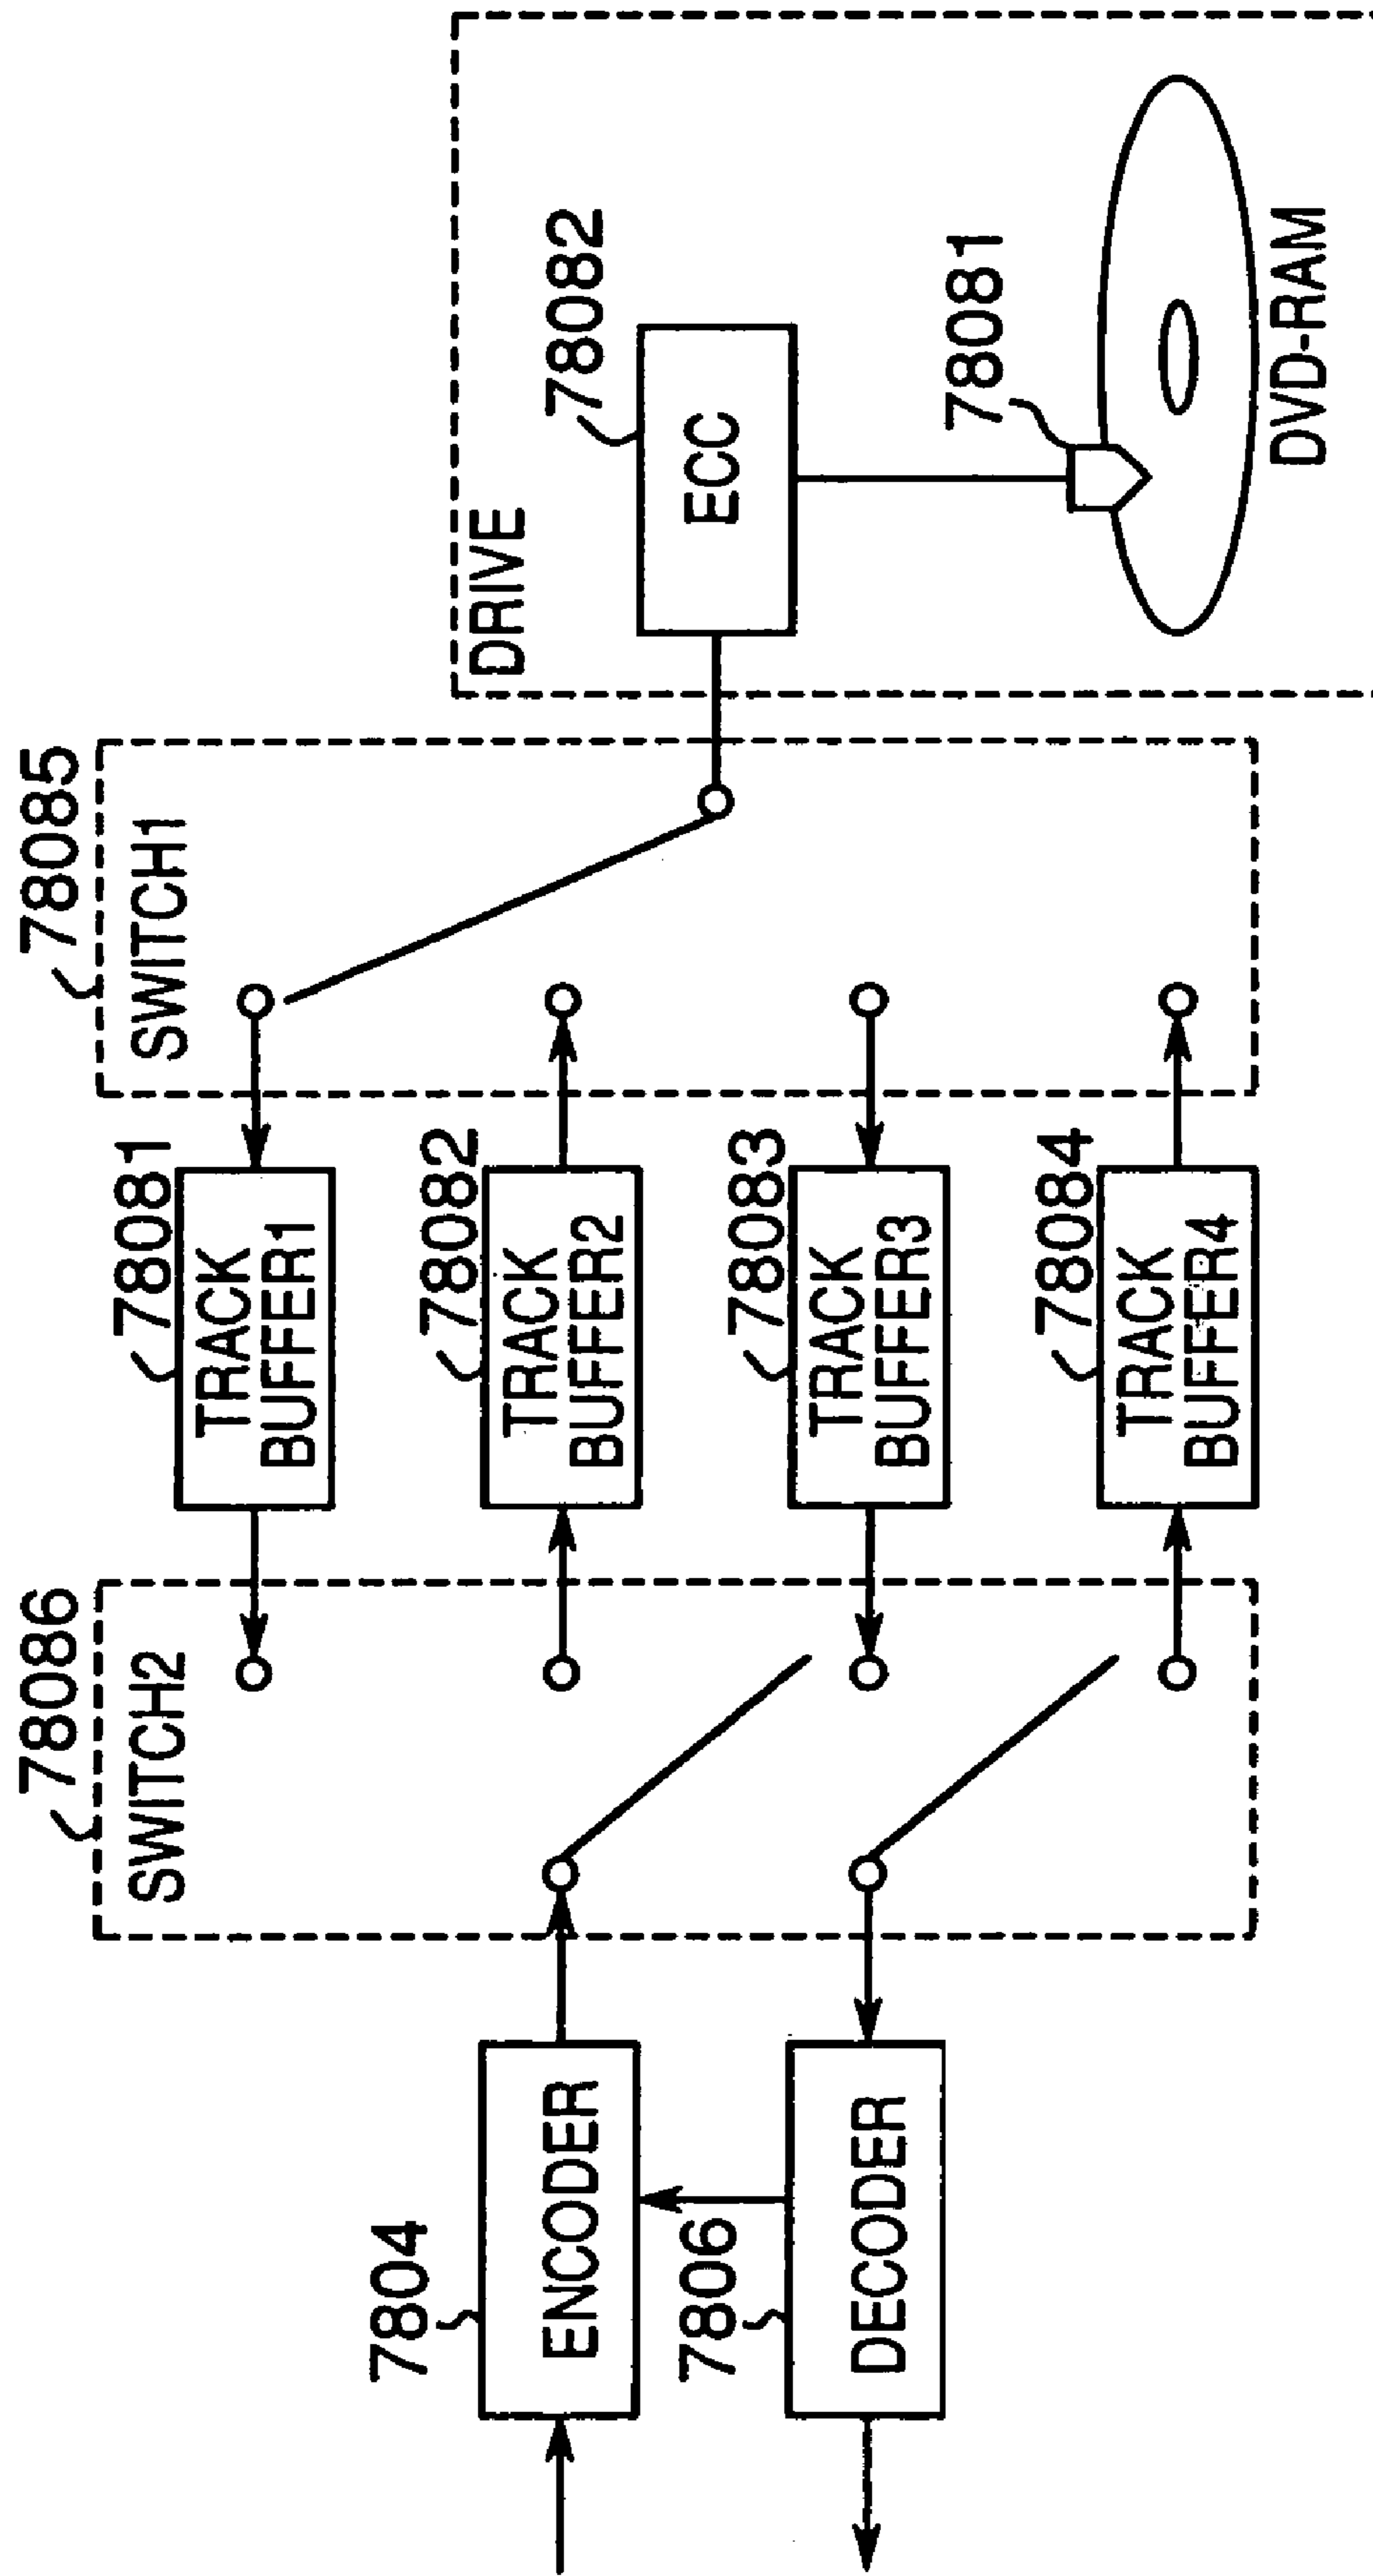 78086
SWITCH2
78085
SWITCH1
7804
ENCODER
7806
DECODER
78081
TRACK
BUFFER1
78082
TRACK
BUFFER2
78083
TRACK
BUFFER3
78084
TRACK
BUFFER4
DRIVE
78082
ECC
78081
DVD-RAM